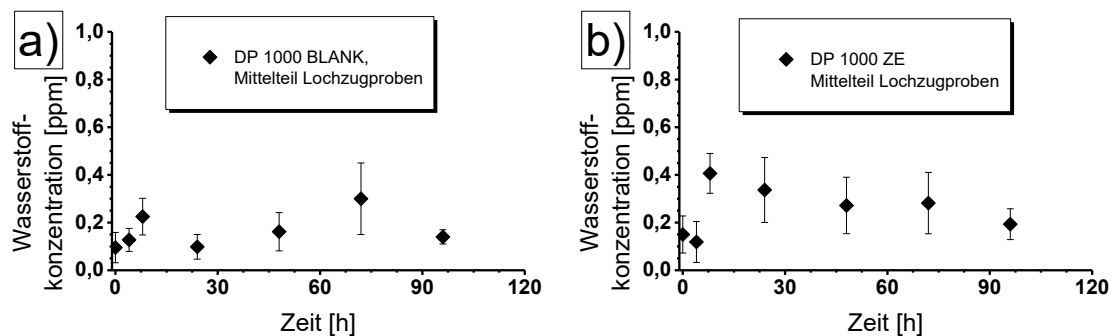 a)
Wasserstoff-
konzentration [ppm]
1,0
0,8
0,6
0,4
0,2
0,0
DP 1000 BLANK,
Mittelteil Lochzugproben
0 30 60 90 120
Zeit [h]
b)
Wasserstoff-
konzentration [ppm]
1,0
0,8
0,6
0,4
0,2
0,0
DP 1000 ZE
Mittelteil Lochzugproben
0 30 60 90 120
Zeit [h]